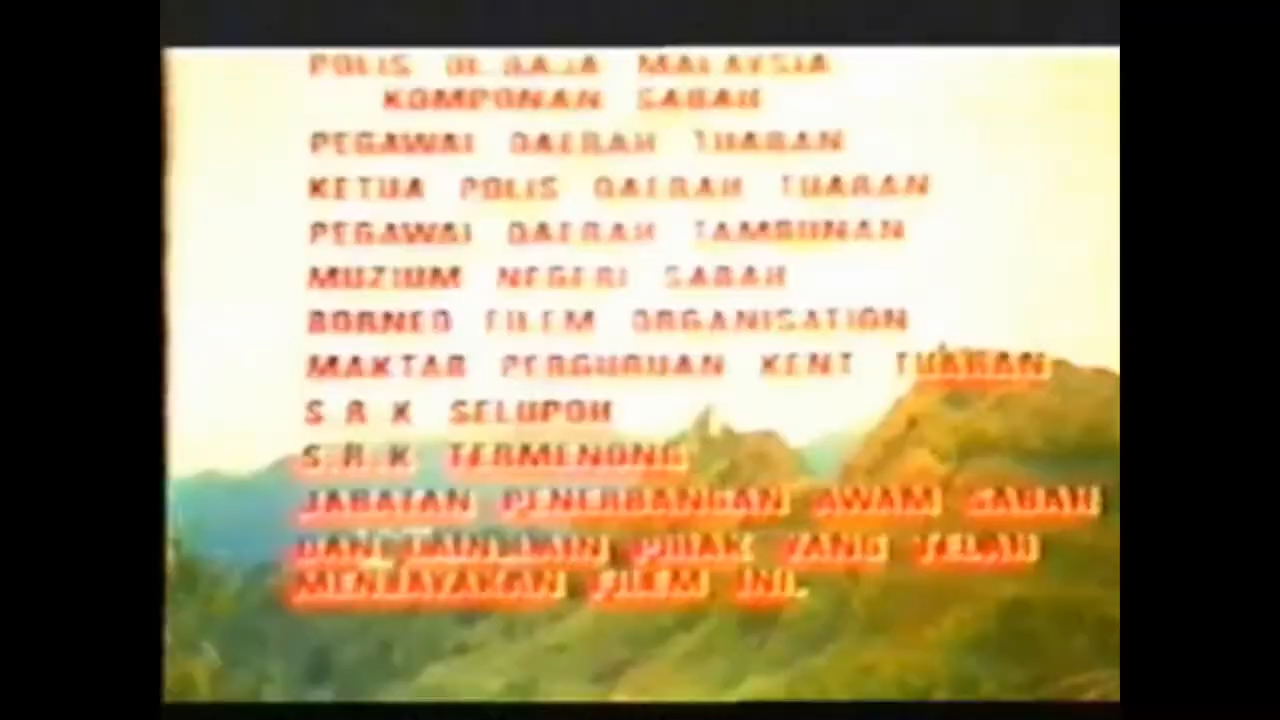 POLIS DI.RAJA MALAYSIA
KOMPONAN SABAH
PEGAWAI DAERAH TUARAN
KETUA POLIS DAERAH TUARAN
PEGAWAI DAERAH TAMBUNAN
MUZIUM NEGERI SABAH
BORNEO FILEM ORGANISATION
MAKTAB PERGURUAN KENT TUARAN
S R K SELUPOH
S.R.K TERMENONG
JABATAN PENERBANGAN AWAM SABAH
DAN LAIN-LAIN PIHAK YANG TELAH
MENJAYAKAN FILEM INI.